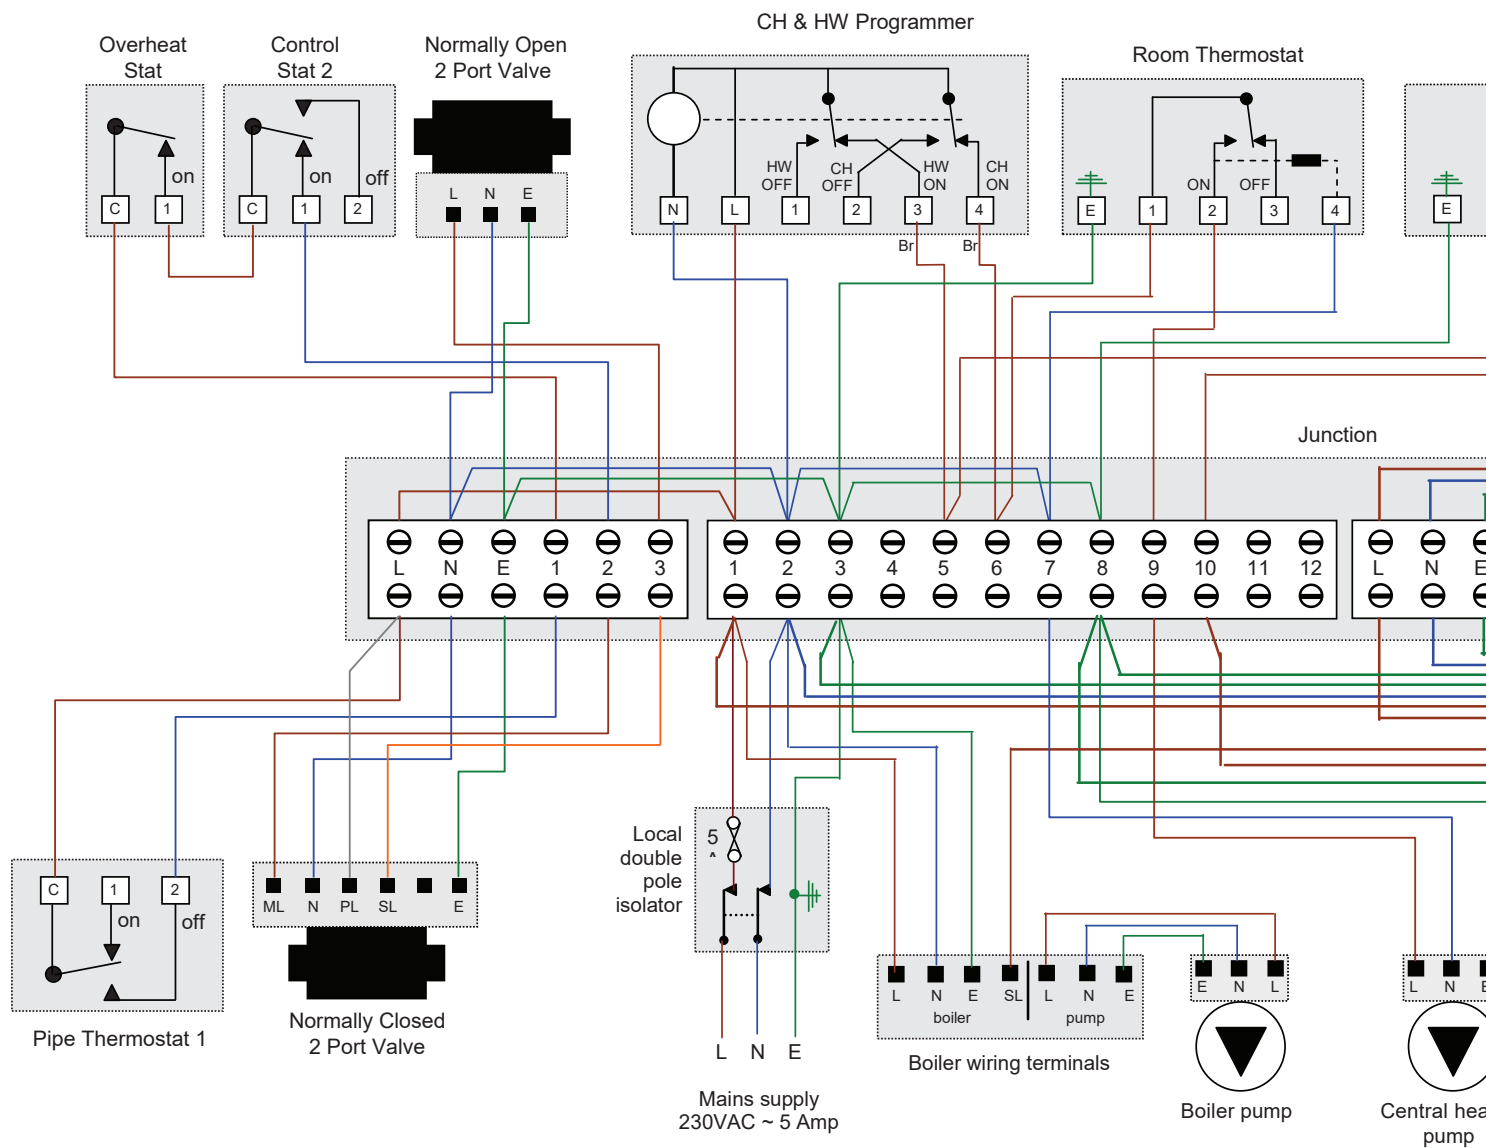 CH & HW Programmer
Overheat
Stat
Control
Stat 2
Normally Open
2 Port Valve
Room Thermostat
on
on
off
C
1
C
1
2
L N E
HW
OFF
CH
OFF
HW
ON
CH
ON
N
L
1
2
3
4
Br
Br
ON
OFF
E
1
2
3
4
E
Junction
L N E 1 2 3
1 2 3 4 5 6 7 8 9 10 11 12
L N E
C
1
2
on
off
Pipe Thermostat 1
ML N PL SL E
Normally Closed
2 Port Valve
Local
double
pole
isolator
5
A
L N E
Mains supply
230VAC ~ 5 Amp
L N E SL L N E
boiler
pump
Boiler wiring terminals
E N L
Boiler pump
L N E
Central hea
pump